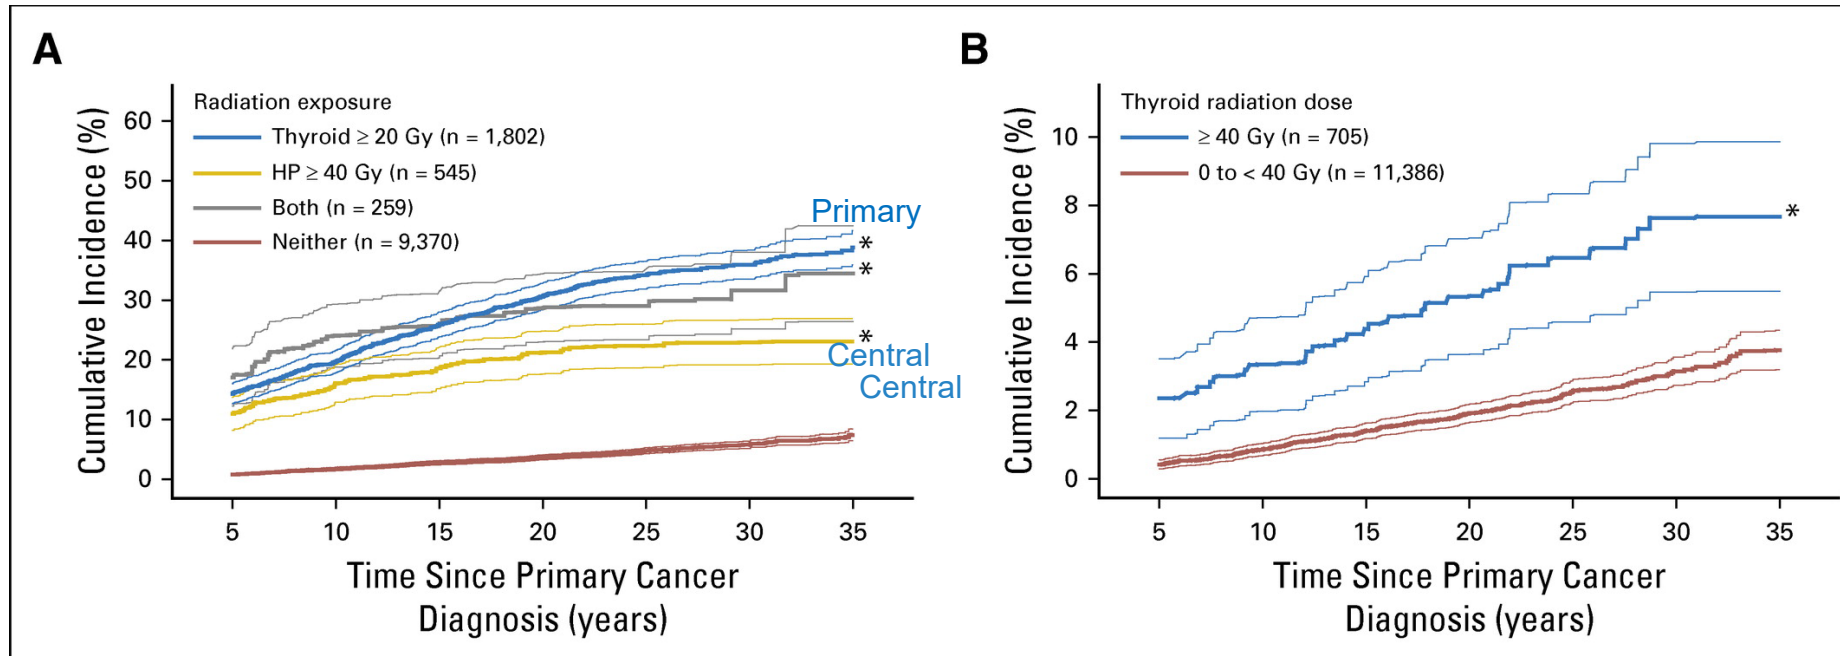 A
Radiation exposure
Thyroid ≥ 20 Gy (n = 1,802)
HP ≥ 40 Gy (n = 545)
Both (n = 259)
Neither (n = 9,370)
Cumulative Incidence (%)
60
50
40
30
20
10
0
Primary
*
*
*
Central
Central
5 10 15 20 25 30 35
Time Since Primary Cancer
Diagnosis (years)
B
Thyroid radiation dose
≥ 40 Gy (n = 705)
0 to < 40 Gy (n = 11,386)
Cumulative Incidence (%)
10
8
6
4
2
0
*
5 10 15 20 25 30 35
Time Since Primary Cancer
Diagnosis (years)